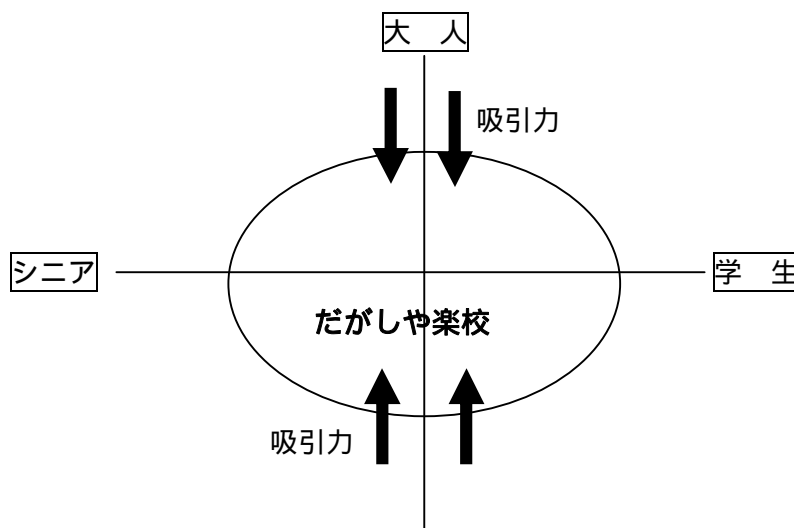 大　人
吸引力
シニア
学　生
だがしや楽校
吸引力